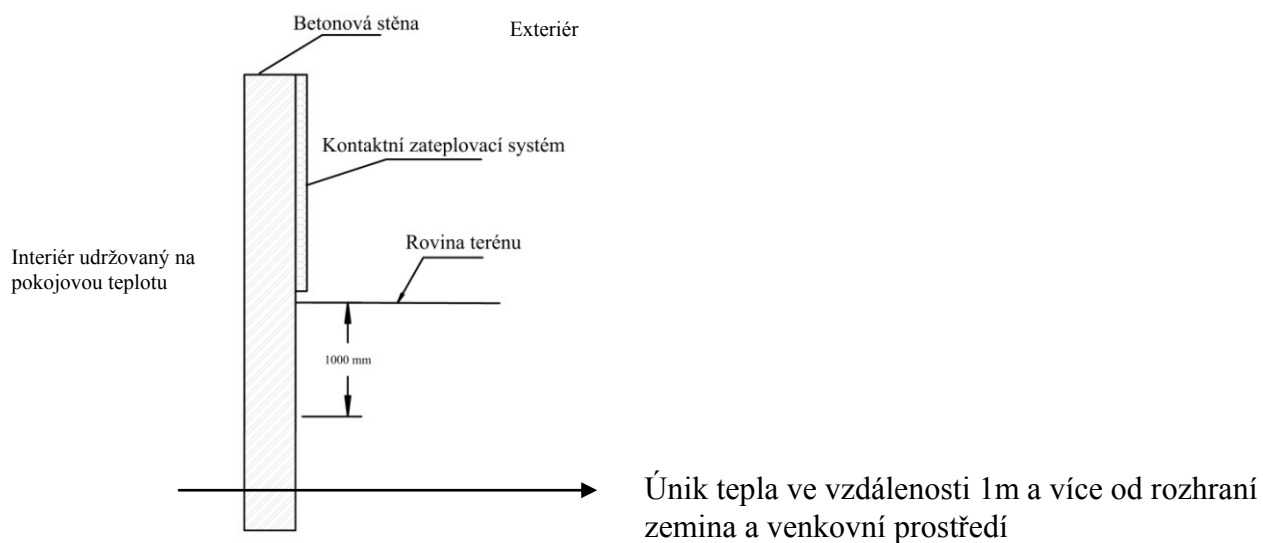 Betonová stěna
Exteriér
Kontaktní zateplovací systém
Rovina terénu
Interiér udržovaný na
pokojovou teplotu
1000 mm
Únik tepla ve vzdálenosti 1m a více od rozhraní
zemina a venkovní prostředí